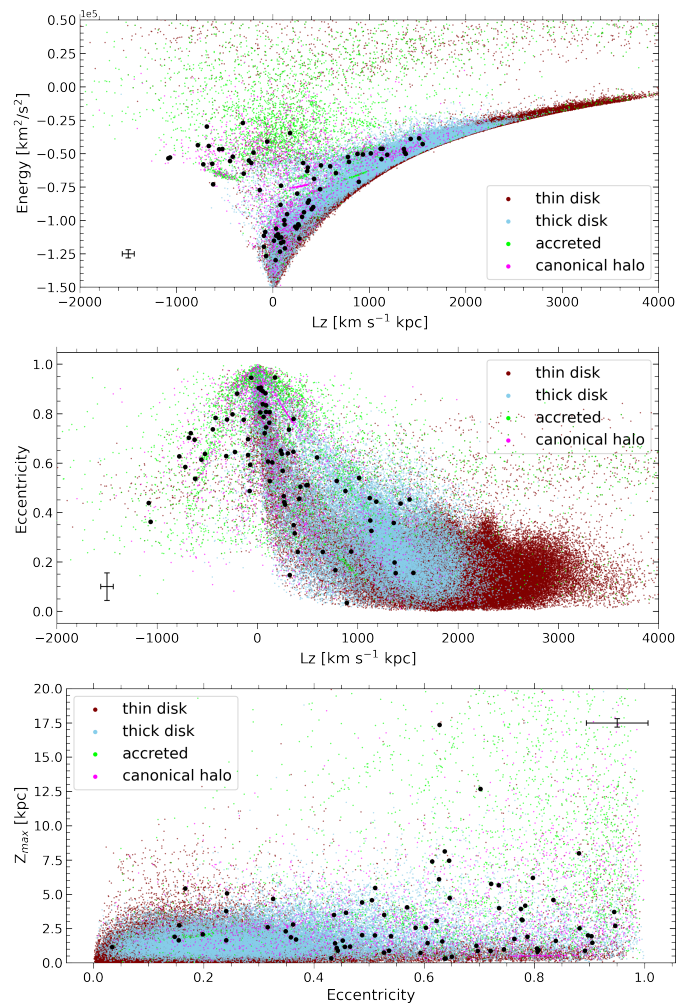 1e5
0.50
0.25
0.00
−0.25
−0.50
−0.75
−1.00
−1.25
−1.50
Energy [km²/s²]
thin disk
thick disk
accreted
canonical halo
−2000 −1000 0 1000 2000 3000 4000
Lz [km s⁻¹ kpc]
1.0
0.8
0.6
0.4
0.2
0.0
Eccentricity
thin disk
thick disk
accreted
canonical halo
−2000 −1000 0 1000 2000 3000 4000
Lz [km s⁻¹ kpc]
20.0
17.5
15.0
12.5
10.0
7.5
5.0
2.5
0.0
Zmax [kpc]
thin disk
thick disk
accreted
canonical halo
0.0 0.2 0.4 0.6 0.8 1.0
Eccentricity